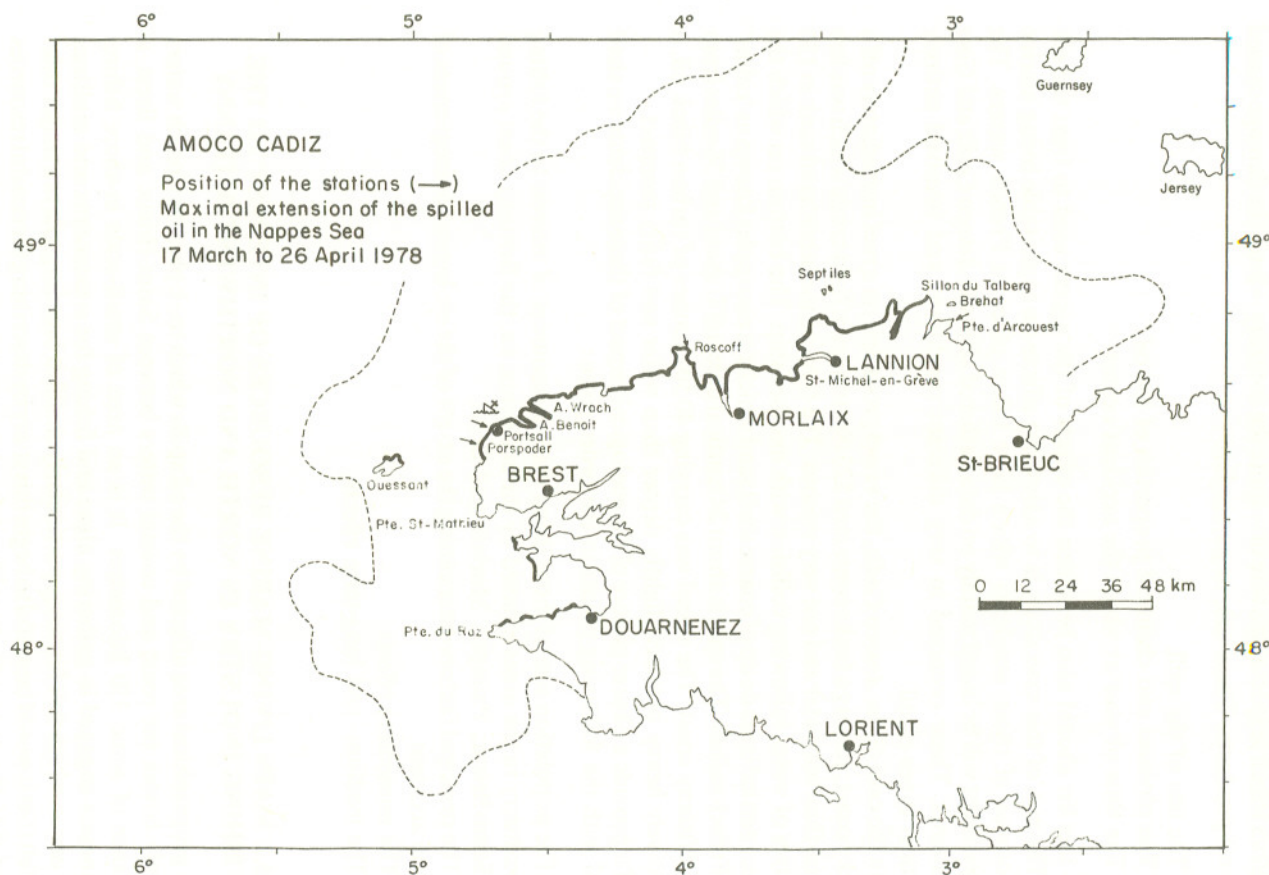 6°
5°
4°
3°
Guernsey
AMOCO CADIZ
Position of the stations (→)
Maximal extension of the spilled
oil in the Nappes Sea
17 March to 26 April 1978
Jersey
49°
49°
Septiles
Sillon du Talberg
Brehat
Pte. d'Arcouest
Roscoff
LANNION
St-Michel-en-Grève
A. Wrach
MORLAIX
A. Benoit
Portsall
Porspoder
St-BRIEUC
BREST
Ouessant
Pte. St-Mathieu
0 12 24 36 48 km
DOUARNENEZ
Pte. du Raz
48°
48°
LORIENT
6°
5°
4°
3°